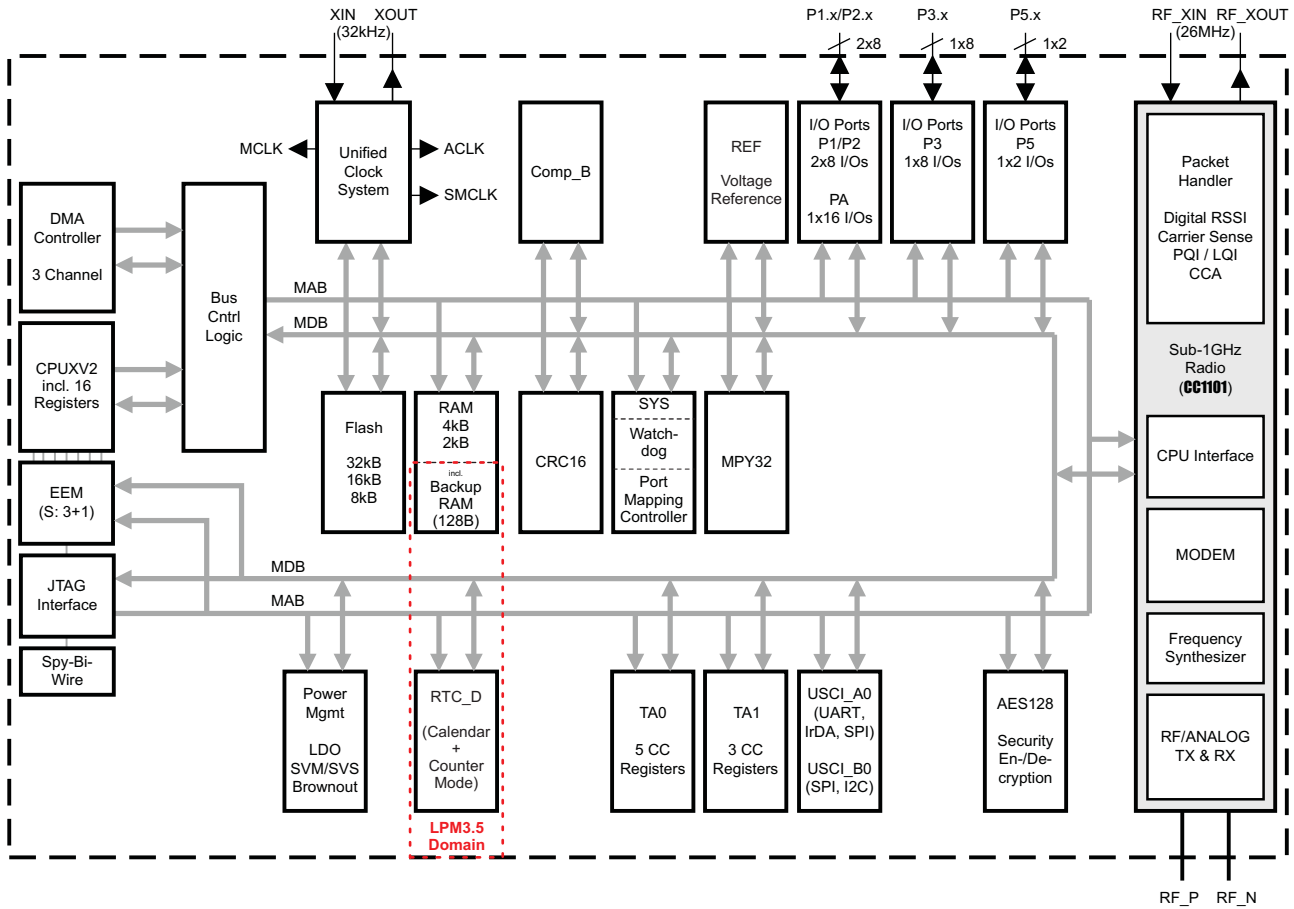 XIN XOUT
(32kHz)
P1.x/P2.x
2x8
P3.x
1x8
P5.x
1x2
RF_XIN RF_XOUT
(26MHz)
MCLK
Unified
Clock
System
ACLK
SMCLK
Comp_B
REF
Voltage
Reference
I/O Ports
P1/P2
2x8 I/Os
PA
1x16 I/Os
I/O Ports
P3
1x8 I/Os
I/O Ports
P5
1x2 I/Os
Packet
Handler
Digital RSSI
Carrier Sense
PQI / LQI
CCA
DMA
Controller
3 Channel
Bus
Cntrl
Logic
MAB
MDB
CPUXV2
incl. 16
Registers
Flash
32kB
16kB
8kB
RAM
4kB
2kB
incl.
Backup
RAM
(128B)
CRC16
SYS
Watch-
dog
Port
Mapping
Controller
MPY32
Sub-1GHz
Radio
(CC1101)
CPU Interface
EEM
(S: 3+1)
MODEM
JTAG
Interface
MDB
MAB
Frequency
Synthesizer
Spy-Bi-
Wire
Power
Mgmt
LDO
SVM/SVS
Brownout
RTC_D
(Calendar
+
Counter
Mode)
TA0
5 CC
Registers
TA1
3 CC
Registers
USCI_A0
(UART,
IrDA, SPI)
USCI_B0
(SPI, I2C)
AES128
Security
En-/De-
cryption
RF/ANALOG
TX & RX
LPM3.5
Domain
RF_P RF_N